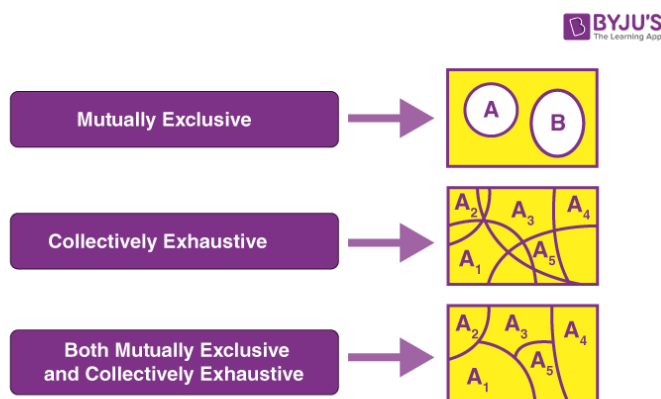 BYJU'S
The Learning App
Mutually Exclusive
A
B
Collectively Exhaustive
A₂
A₃
A₄
A₁
A₅
Both Mutually Exclusive
and Collectively Exhaustive
A₂
A₃
A₄
A₅
A₁